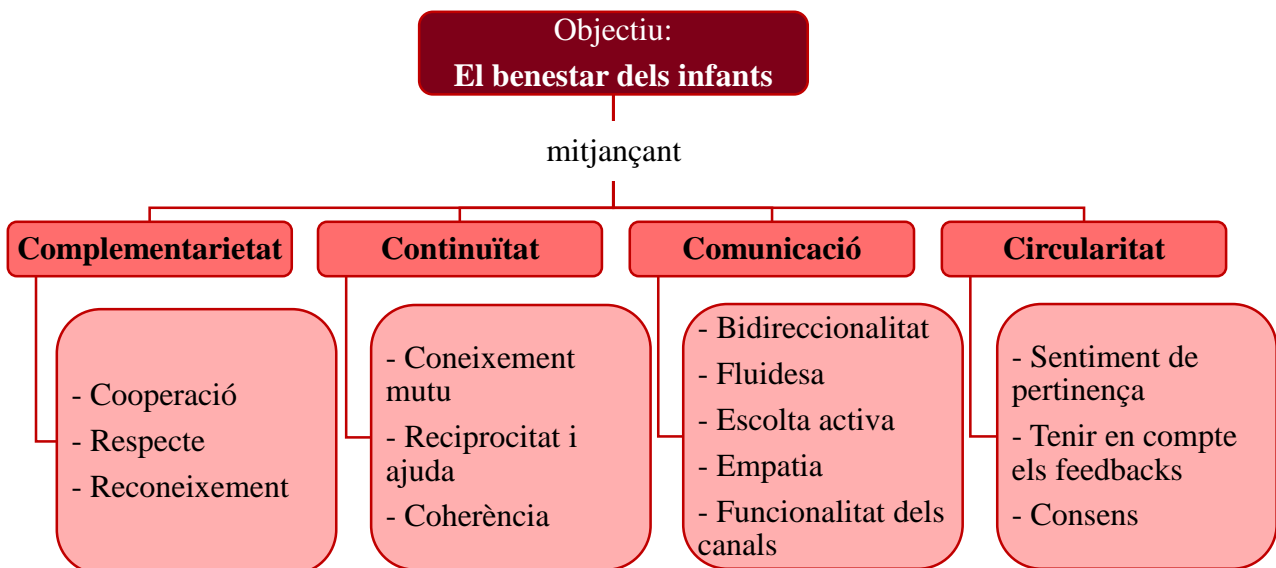 Objectiu:
El benestar dels infants
mitjançant
Complementarietat
Continuïtat
Comunicació
Circularitat
- Cooperació
- Respecte
- Reconeixement
- Coneixement
mutu
- Reciprocitat i
ajuda
- Coherència
- Bidireccionalitat
- Fluidesa
- Escolta activa
- Empatia
- Funcionalitat dels
canals
- Sentiment de
pertinença
- Tenir en compte
els feedbacks
- Consens